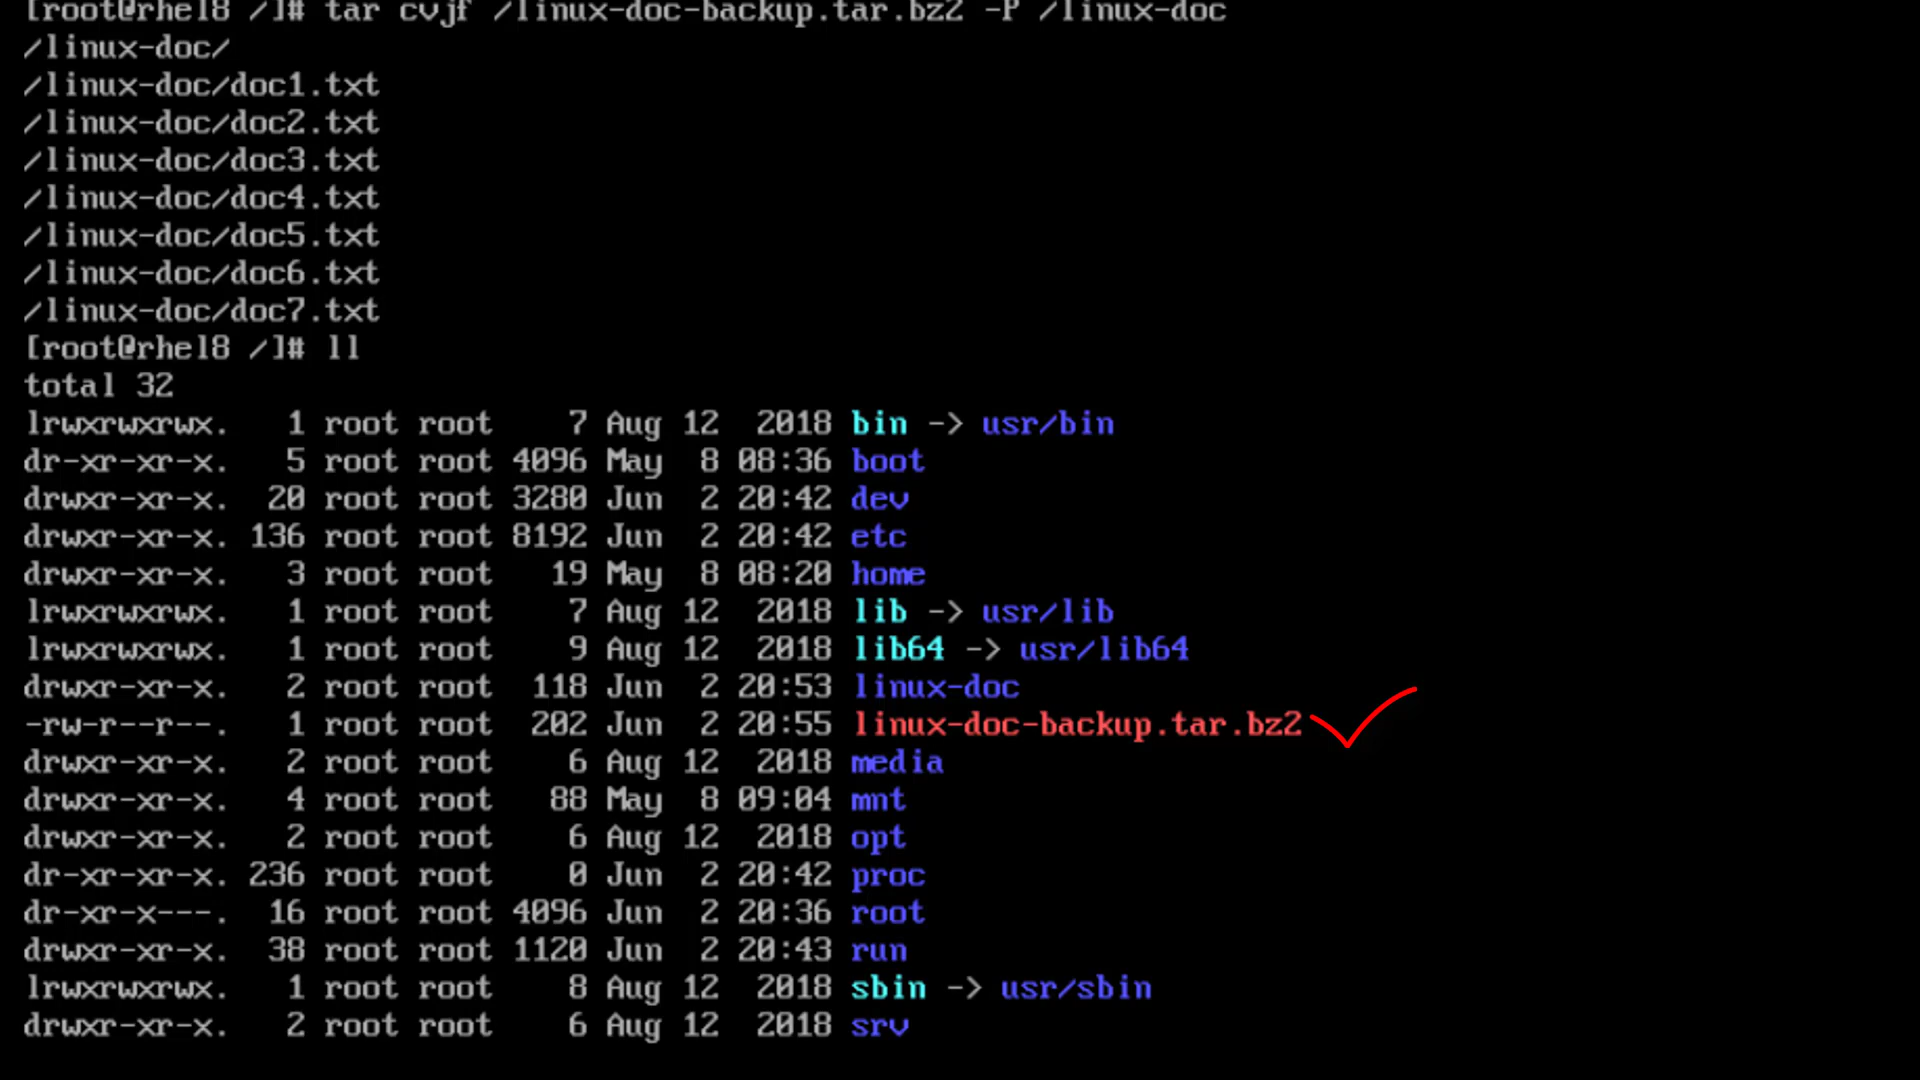 [root@rhel8 /]# tar cvjf /linux-doc-backup.tar.bz2 -P /linux-doc
/linux-doc/
/linux-doc/doc1.txt
/linux-doc/doc2.txt
/linux-doc/doc3.txt
/linux-doc/doc4.txt
/linux-doc/doc5.txt
/linux-doc/doc6.txt
/linux-doc/doc7.txt
[root@rhel8 /]# ll
total 32
lrwxrwxrwx.   1 root root    7 Aug 12  2018 bin -> usr/bin
dr-xr-xr-x.   5 root root 4096 May  8 08:36 boot
drwxr-xr-x.  20 root root 3280 Jun  2 20:42 dev
drwxr-xr-x. 136 root root 8192 Jun  2 20:42 etc
drwxr-xr-x.   3 root root   19 May  8 08:20 home
lrwxrwxrwx.   1 root root    7 Aug 12  2018 lib -> usr/lib
lrwxrwxrwx.   1 root root    9 Aug 12  2018 lib64 -> usr/lib64
drwxr-xr-x.   2 root root  118 Jun  2 20:53 linux-doc
-rw-r--r--.   1 root root  202 Jun  2 20:55 linux-doc-backup.tar.bz2
drwxr-xr-x.   2 root root    6 Aug 12  2018 media
drwxr-xr-x.   4 root root   88 May  8 09:04 mnt
drwxr-xr-x.   2 root root    6 Aug 12  2018 opt
dr-xr-xr-x. 236 root root    0 Jun  2 20:42 proc
dr-xr-x---.  16 root root 4096 Jun  2 20:36 root
drwxr-xr-x.  38 root root 1120 Jun  2 20:43 run
lrwxrwxrwx.   1 root root    8 Aug 12  2018 sbin -> usr/sbin
drwxr-xr-x.   2 root root    6 Aug 12  2018 srv